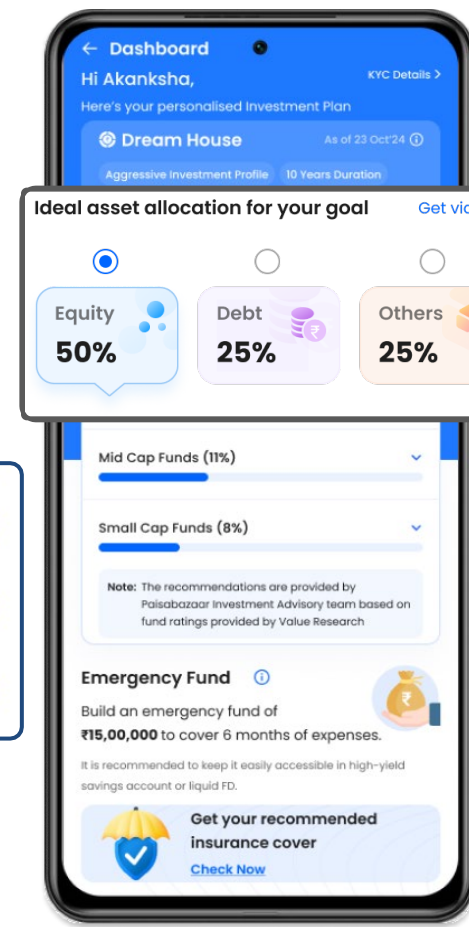 Dashboard
Hi Akanksha,
KYC Details >
Here's your personalised Investment Plan
Dream House
As of 23 Oct'24
Aggressive Investment Profile
10 Years Duration
Ideal asset allocation for your goal
Get
Equity
Debt
Others
50%
25%
25%
Mid Cap Funds (11%)
Small Cap Funds (8%)
Note: The recommendations are provided by
Paisabazaar Investment Advisory team based on
fund ratings provided by Value Research
Emergency Fund
Build an emergency fund of
₹15,00,000 to cover 6 months of expenses.
It is recommended to keep it easily accessible in high-yield
savings account or liquid FD.
Get your recommended
insurance cover
Check Now